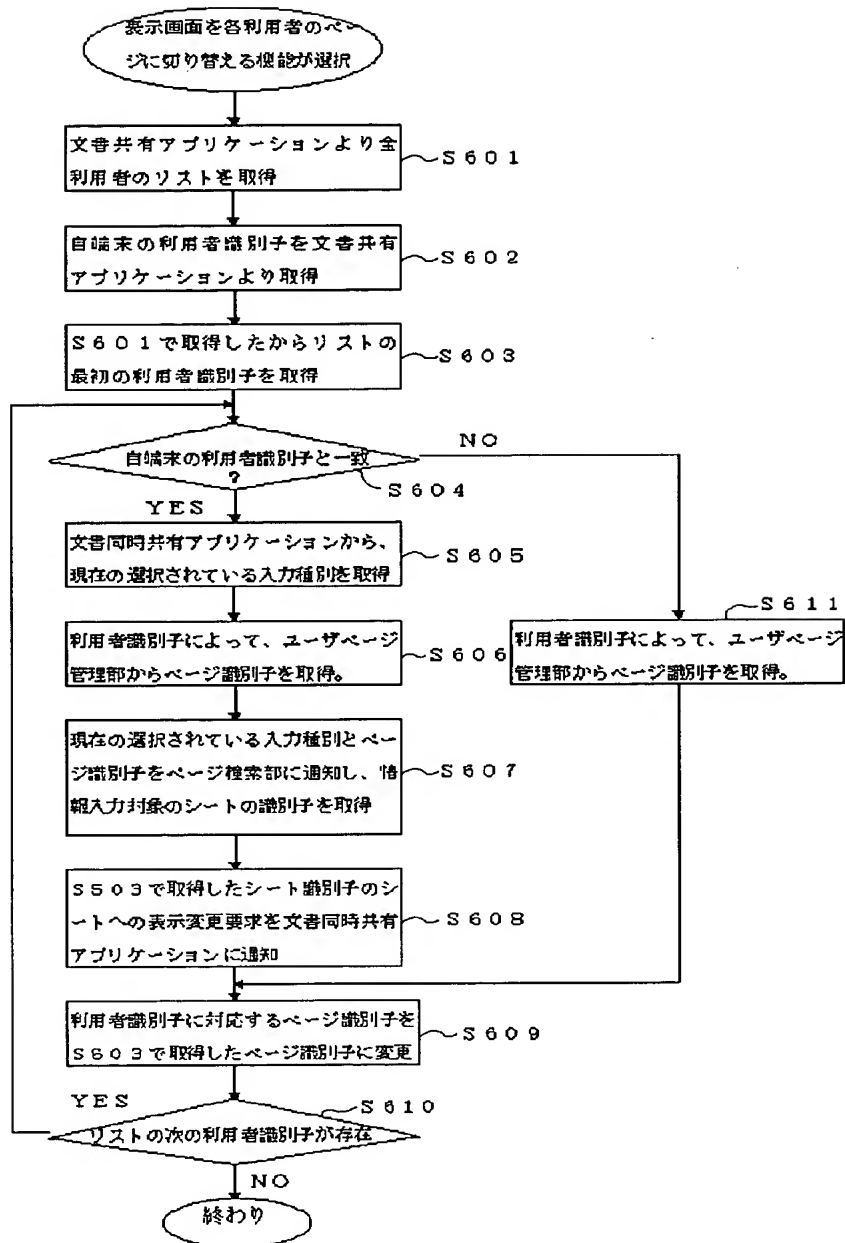 表示画面を各利用者のペー
ジに切り替える機能が選択
文書共有アプリケーションより全
利用者のリストを取得
S601
自端末の利用者識別子を文書共有
アプリケーションより取得
S602
S601で取得したからリストの
最初の利用者識別子を取得
S603
自端末の利用者識別子と一致
?
S604
NO
YES
文書同時共有アプリケーションから、
現在の選択されている入力種別を取得
S605
利用者識別子によって、ユーザページ
管理部からページ識別子を取得。
S606
利用者識別子によって、ユーザページ
管理部からページ識別子を取得。
S611
現在の選択されている入力種別とペー
ジ識別子をページ検索部に通知し、情
報入力対象のシートの識別子を取得
S607
S503で取得したシート識別子のシ
ートへの表示変更要求を文書同時共有
アプリケーションに通知
S608
利用者識別子に対応するページ識別子を
S603で取得したページ識別子に変更
S609
YES
リストの次の利用者識別子が存在
S610
NO
終わり